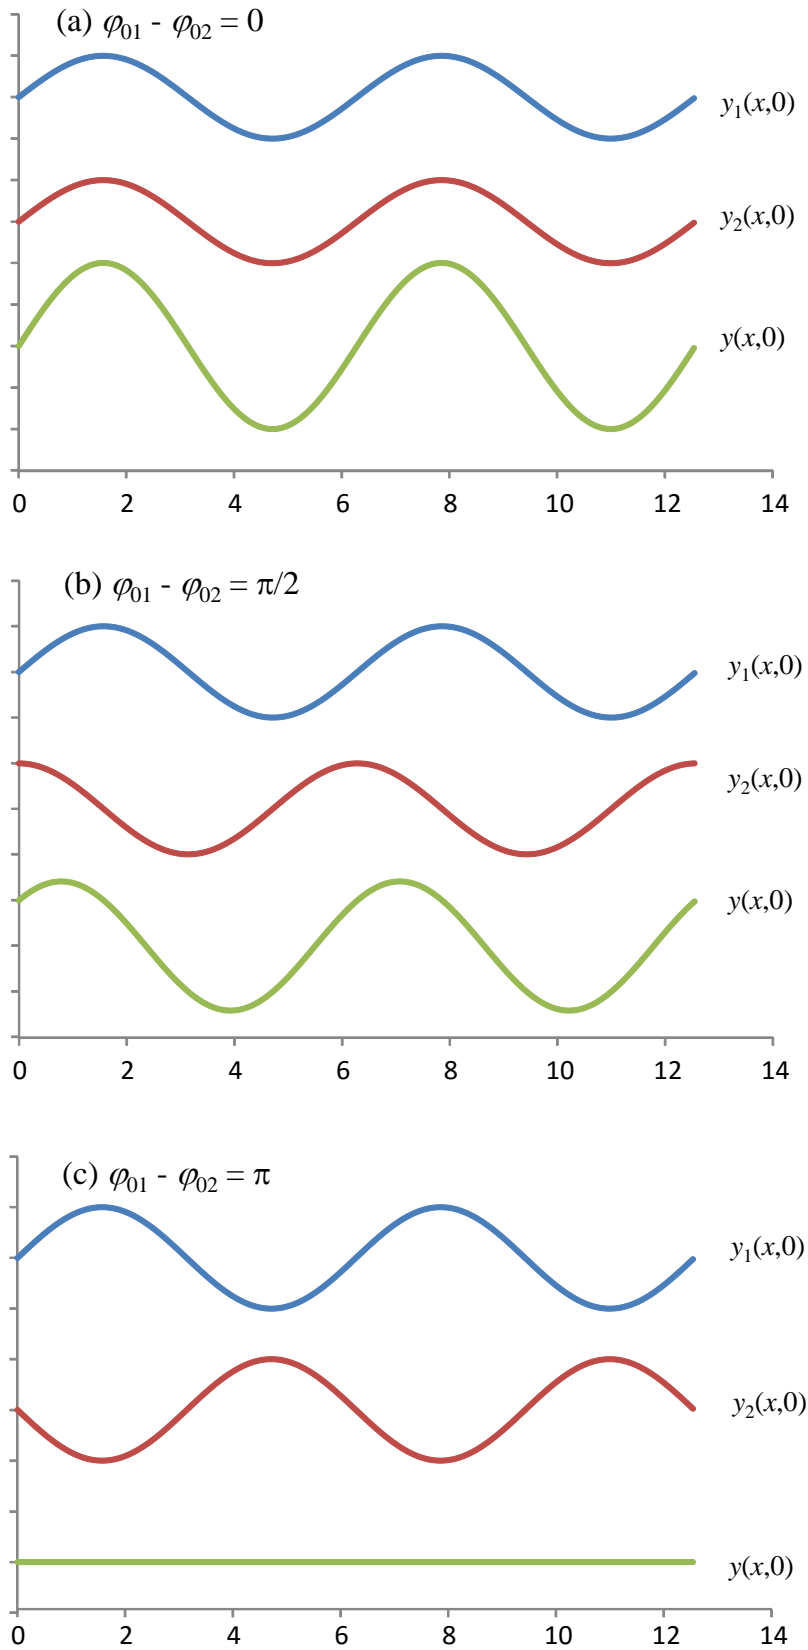 (a) φ01 - φ02 = 0
y1(x,0)
y2(x,0)
y(x,0)
0 2 4 6 8 10 12 14
(b) φ01 - φ02 = π/2
y1(x,0)
y2(x,0)
y(x,0)
0 2 4 6 8 10 12 14
(c) φ01 - φ02 = π
y1(x,0)
y2(x,0)
y(x,0)
0 2 4 6 8 10 12 14